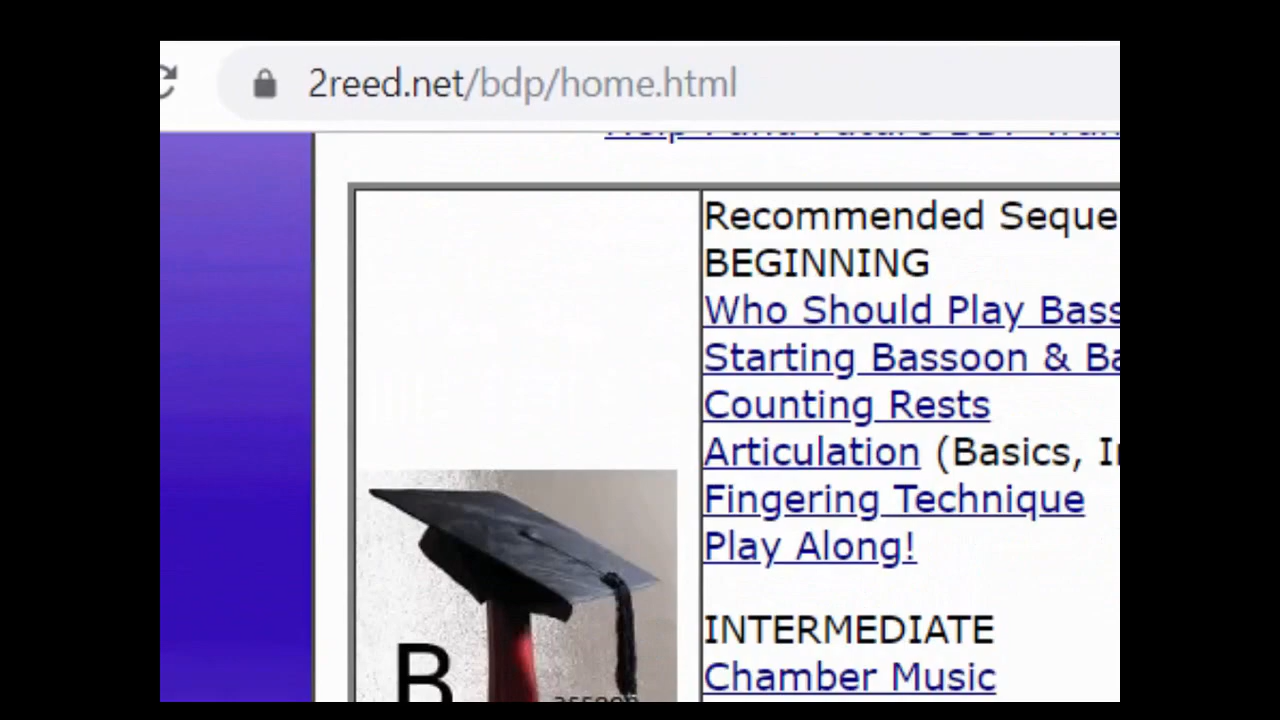 2reed.net/bdp/home.html
Recommended Seque
BEGINNING
Who Should Play Bass
Starting Bassoon & Ba
Counting Rests
Articulation (Basics, In
Fingering Technique
Play Along!
INTERMEDIATE
Chamber Music
B